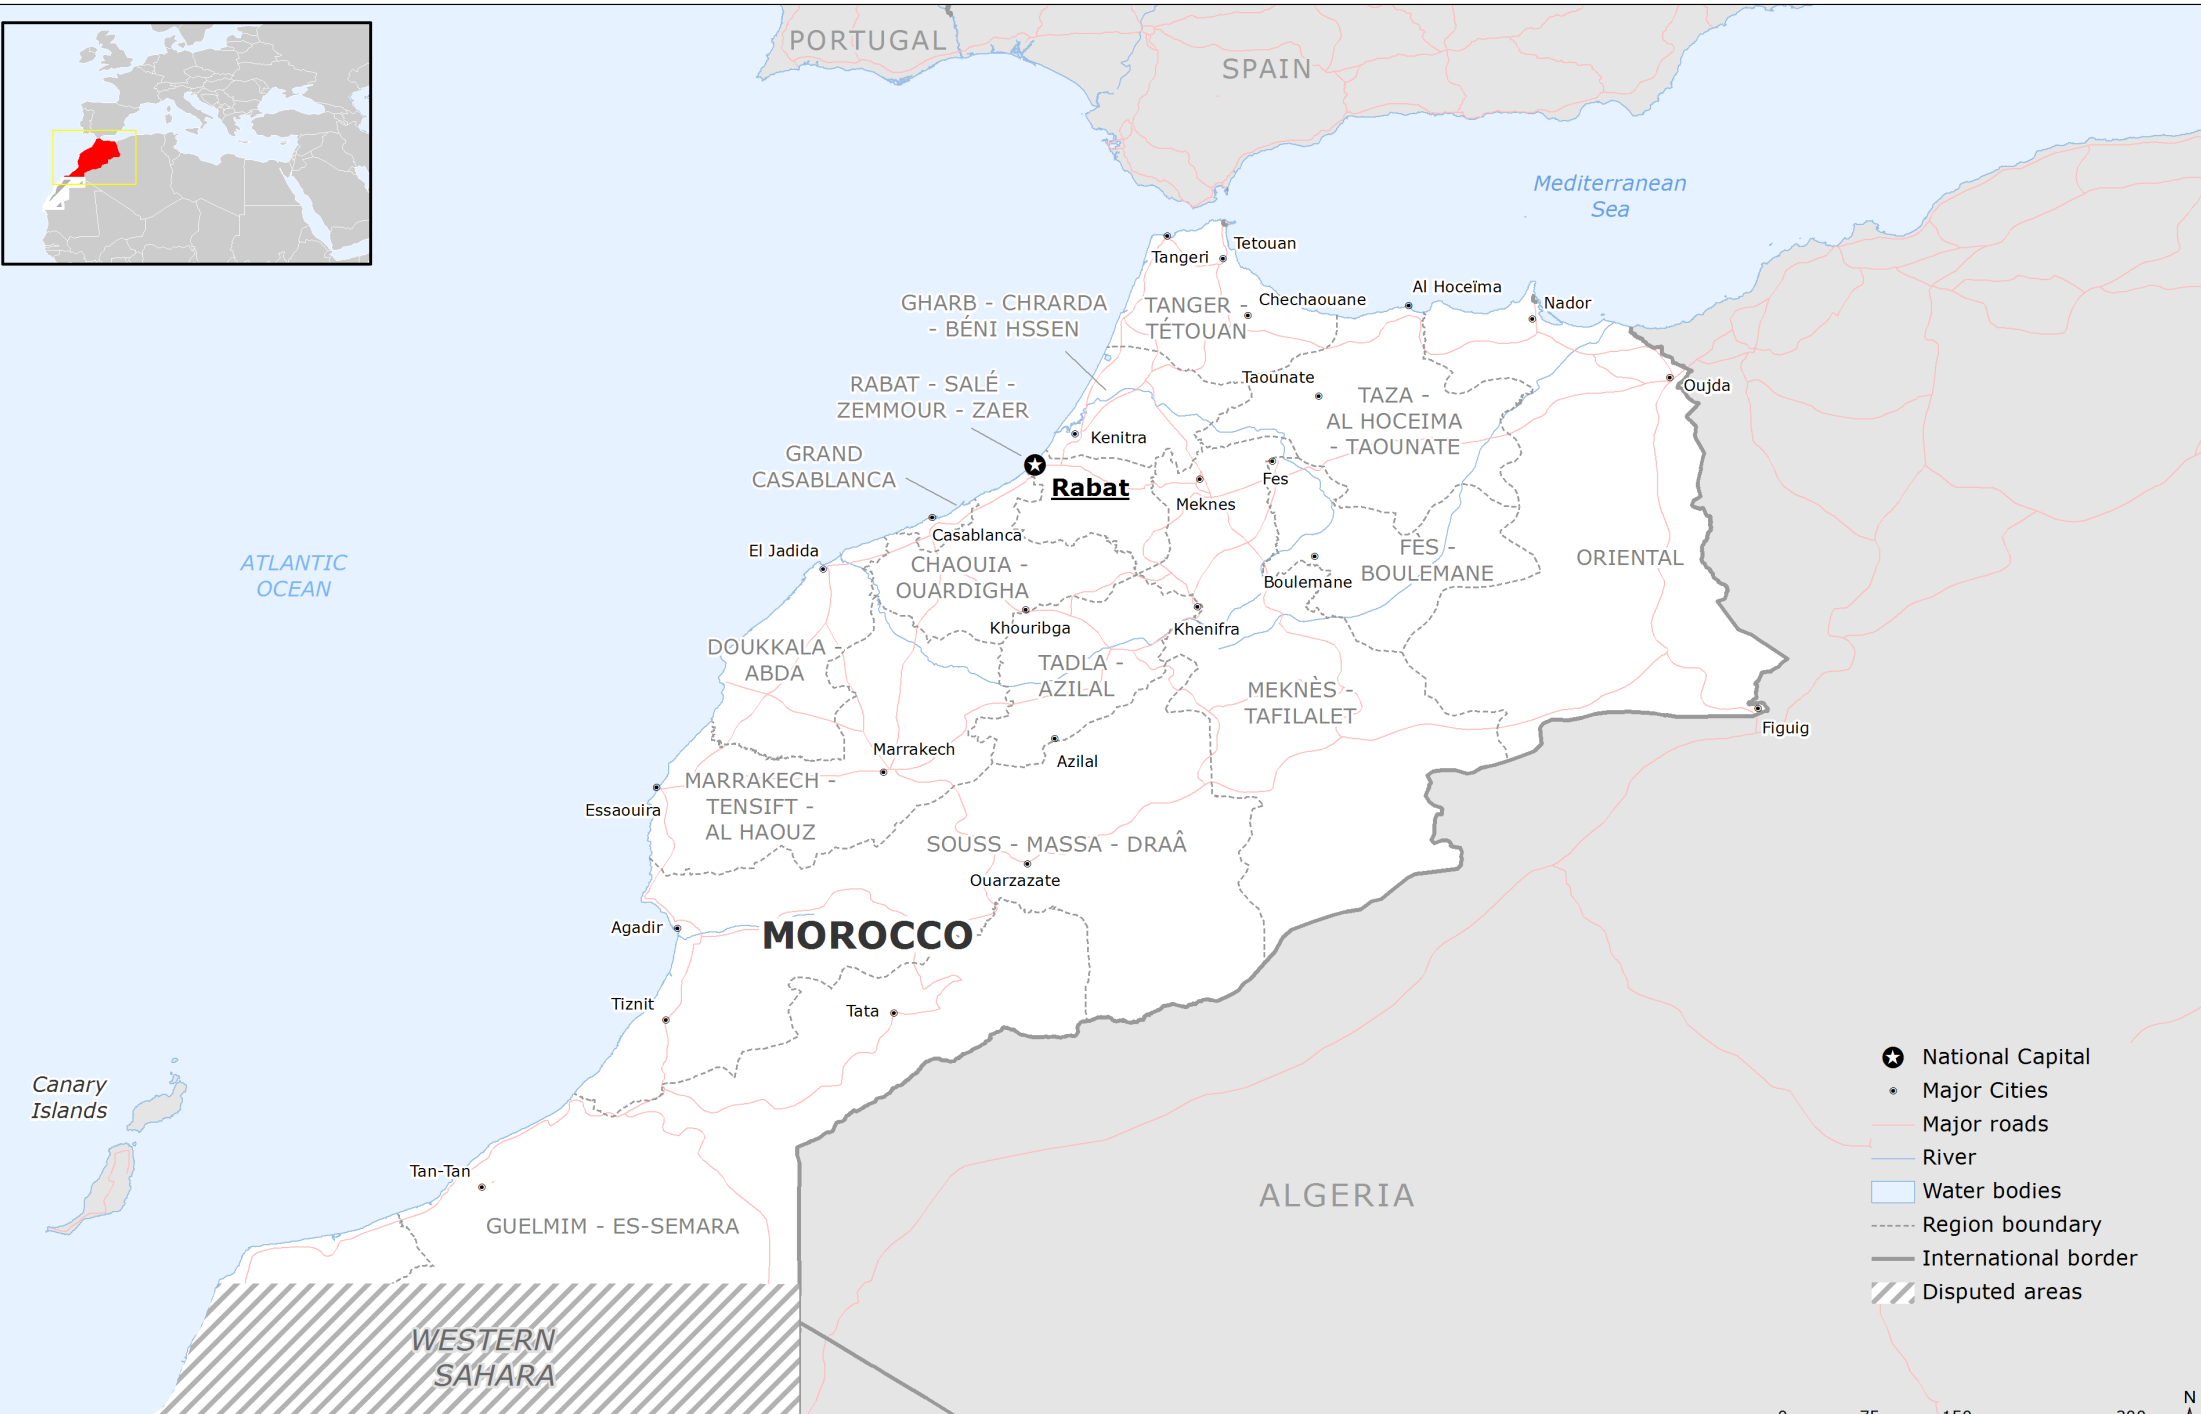 PORTUGAL
SPAIN
Mediterranean
Sea
Tetouan
Tangeri
Al Hoceïma
Chechaouane
Nador
GHARB - CHRARDA
- BÉNI HSSEN
TANGER -
TÉTOUAN
RABAT - SALÉ -
ZEMMOUR - ZAER
Taounate
Oujda
TAZA -
AL HOCEIMA
- TAOUNATE
Kenitra
GRAND
CASABLANCA
Rabat
Fes
Meknes
Casablanca
El Jadida
ATLANTIC
OCEAN
CHAOUIA -
OUARDIGHA
FÈS -
BOULEMANE
ORIENTAL
Boulemane
Khouribga
Khenifra
DOUKKALA -
ABDA
TADLA -
AZILAL
MEKNÈS -
TAFILALET
Figuig
Marrakech
Azilal
MARRAKECH -
TENSIFT -
AL HAOUZ
Essaouira
SOUSS - MASSA - DRAÂ
Ouarzazate
Agadir
MOROCCO
Tiznit
Tata
Canary
Islands
Tan-Tan
GUELMIM - ES-SEMARA
ALGERIA
WESTERN
SAHARA
National Capital
Major Cities
Major roads
River
Water bodies
Region boundary
International border
Disputed areas
N